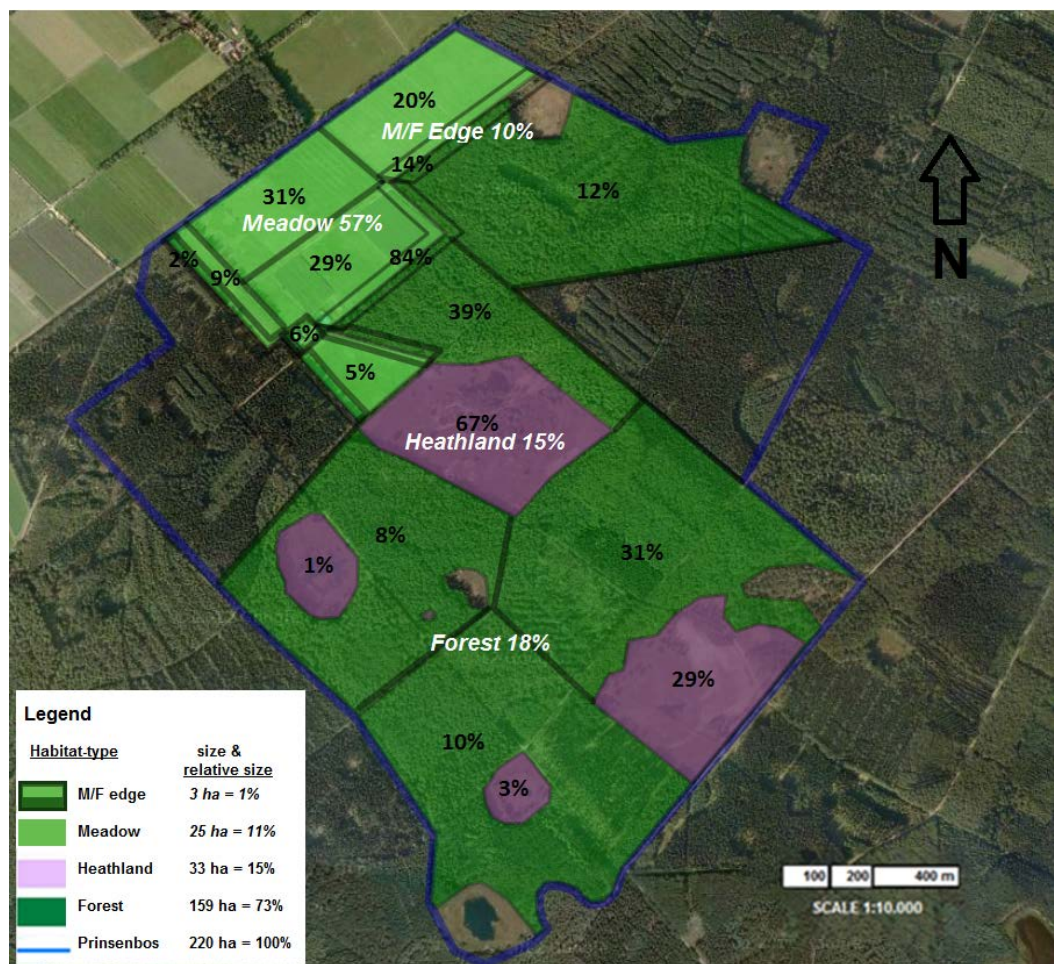 20%
M/F Edge 10%
14%
12%
31%
Meadow 57%
2%
9%
29%
84%
39%
6%
5%
67%
Heathland 15%
8%
1%
31%
Forest 18%
29%
10%
3%
N
Legend
Habitat-type size & relative size
M/F edge 3 ha = 1%
Meadow 25 ha = 11%
Heathland 33 ha = 15%
Forest 159 ha = 73%
Prinsenbos 220 ha = 100%
100 200 400 m
SCALE 1:10.000